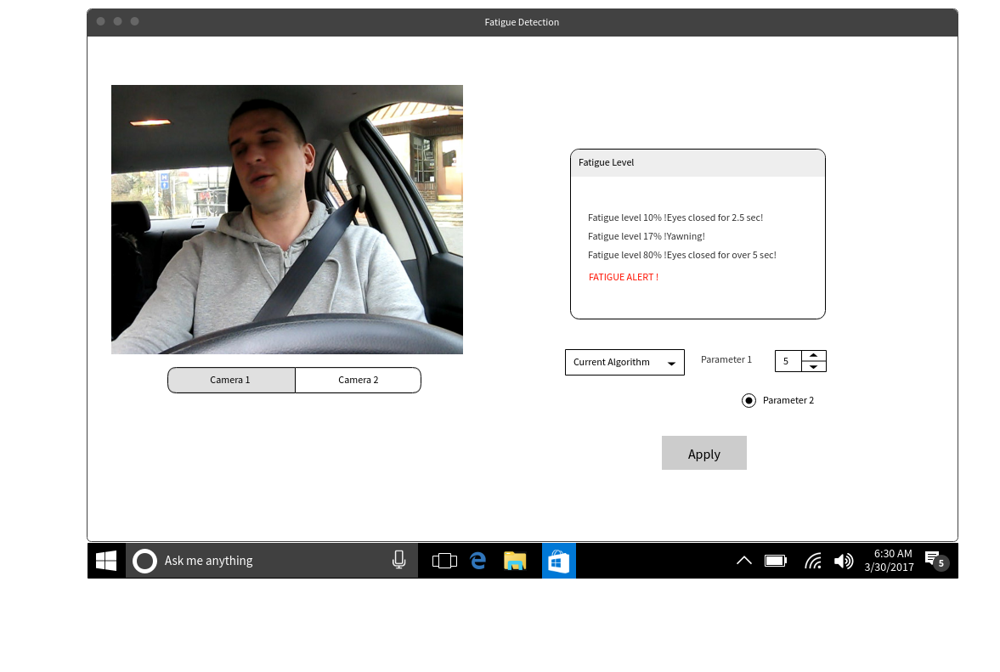 Fatigue Detection
Fatigue Level
Fatigue level 10% !Eyes closed for 2.5 sec!
Fatigue level 17% !Yawning!
Fatigue level 80% !Eyes closed for over 5 sec!
FATIGUE ALERT !
Current Algorithm
Parameter 1
5
Camera 1
Camera 2
Parameter 2
Apply
Ask me anything
6:30 AM
3/30/2017
5